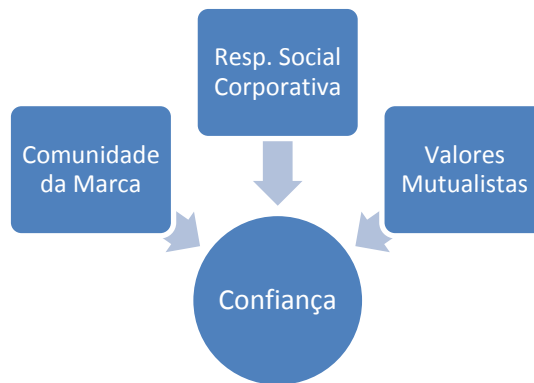 Resp. Social
Corporativa
Comunidade
da Marca
Valores
Mutualistas
Confiança